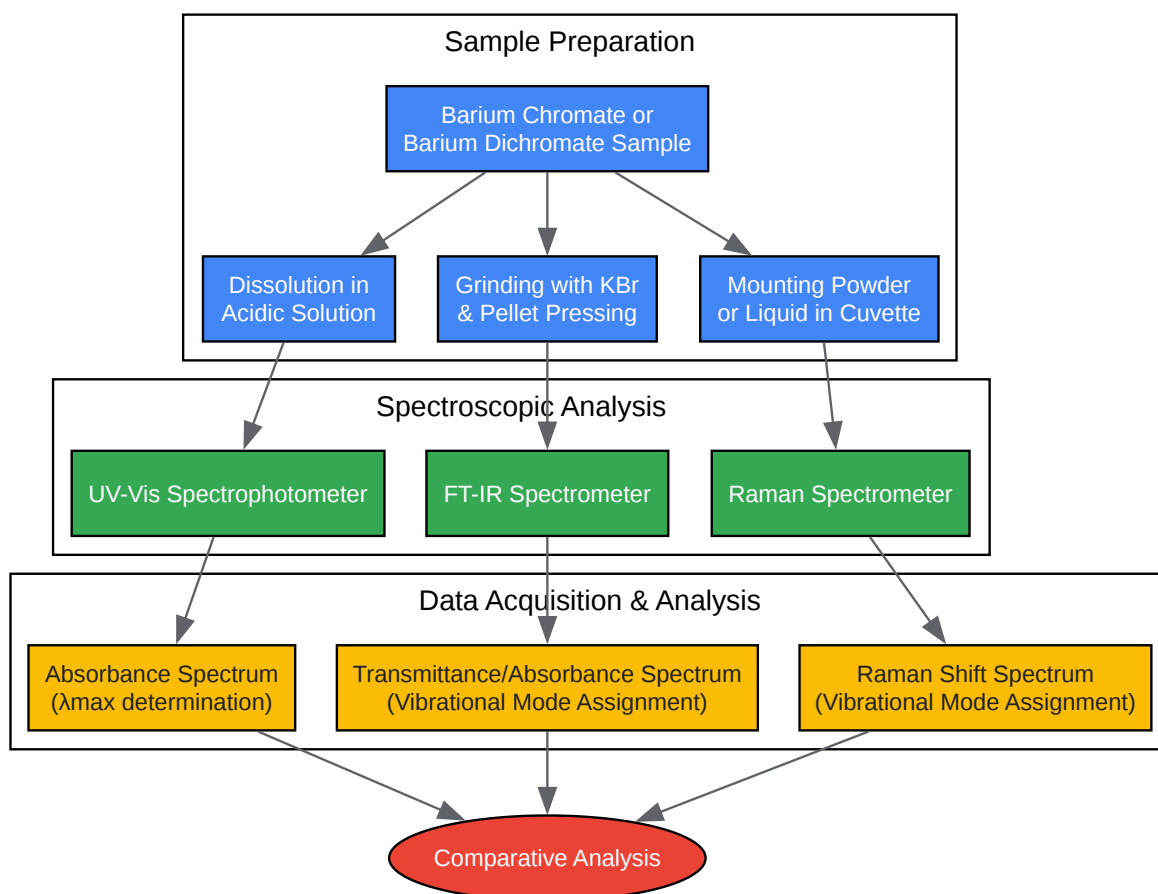 Sample Preparation
Barium Chromate or
Barium Dichromate Sample
Dissolution in
Acidic Solution
Grinding with KBr
& Pellet Pressing
Mounting Powder
or Liquid in Cuvette
Spectroscopic Analysis
UV-Vis Spectrophotometer
FT-IR Spectrometer
Raman Spectrometer
Data Acquisition & Analysis
Absorbance Spectrum
(λmax determination)
Transmittance/Absorbance Spectrum
(Vibrational Mode Assignment)
Raman Shift Spectrum
(Vibrational Mode Assignment)
Comparative Analysis